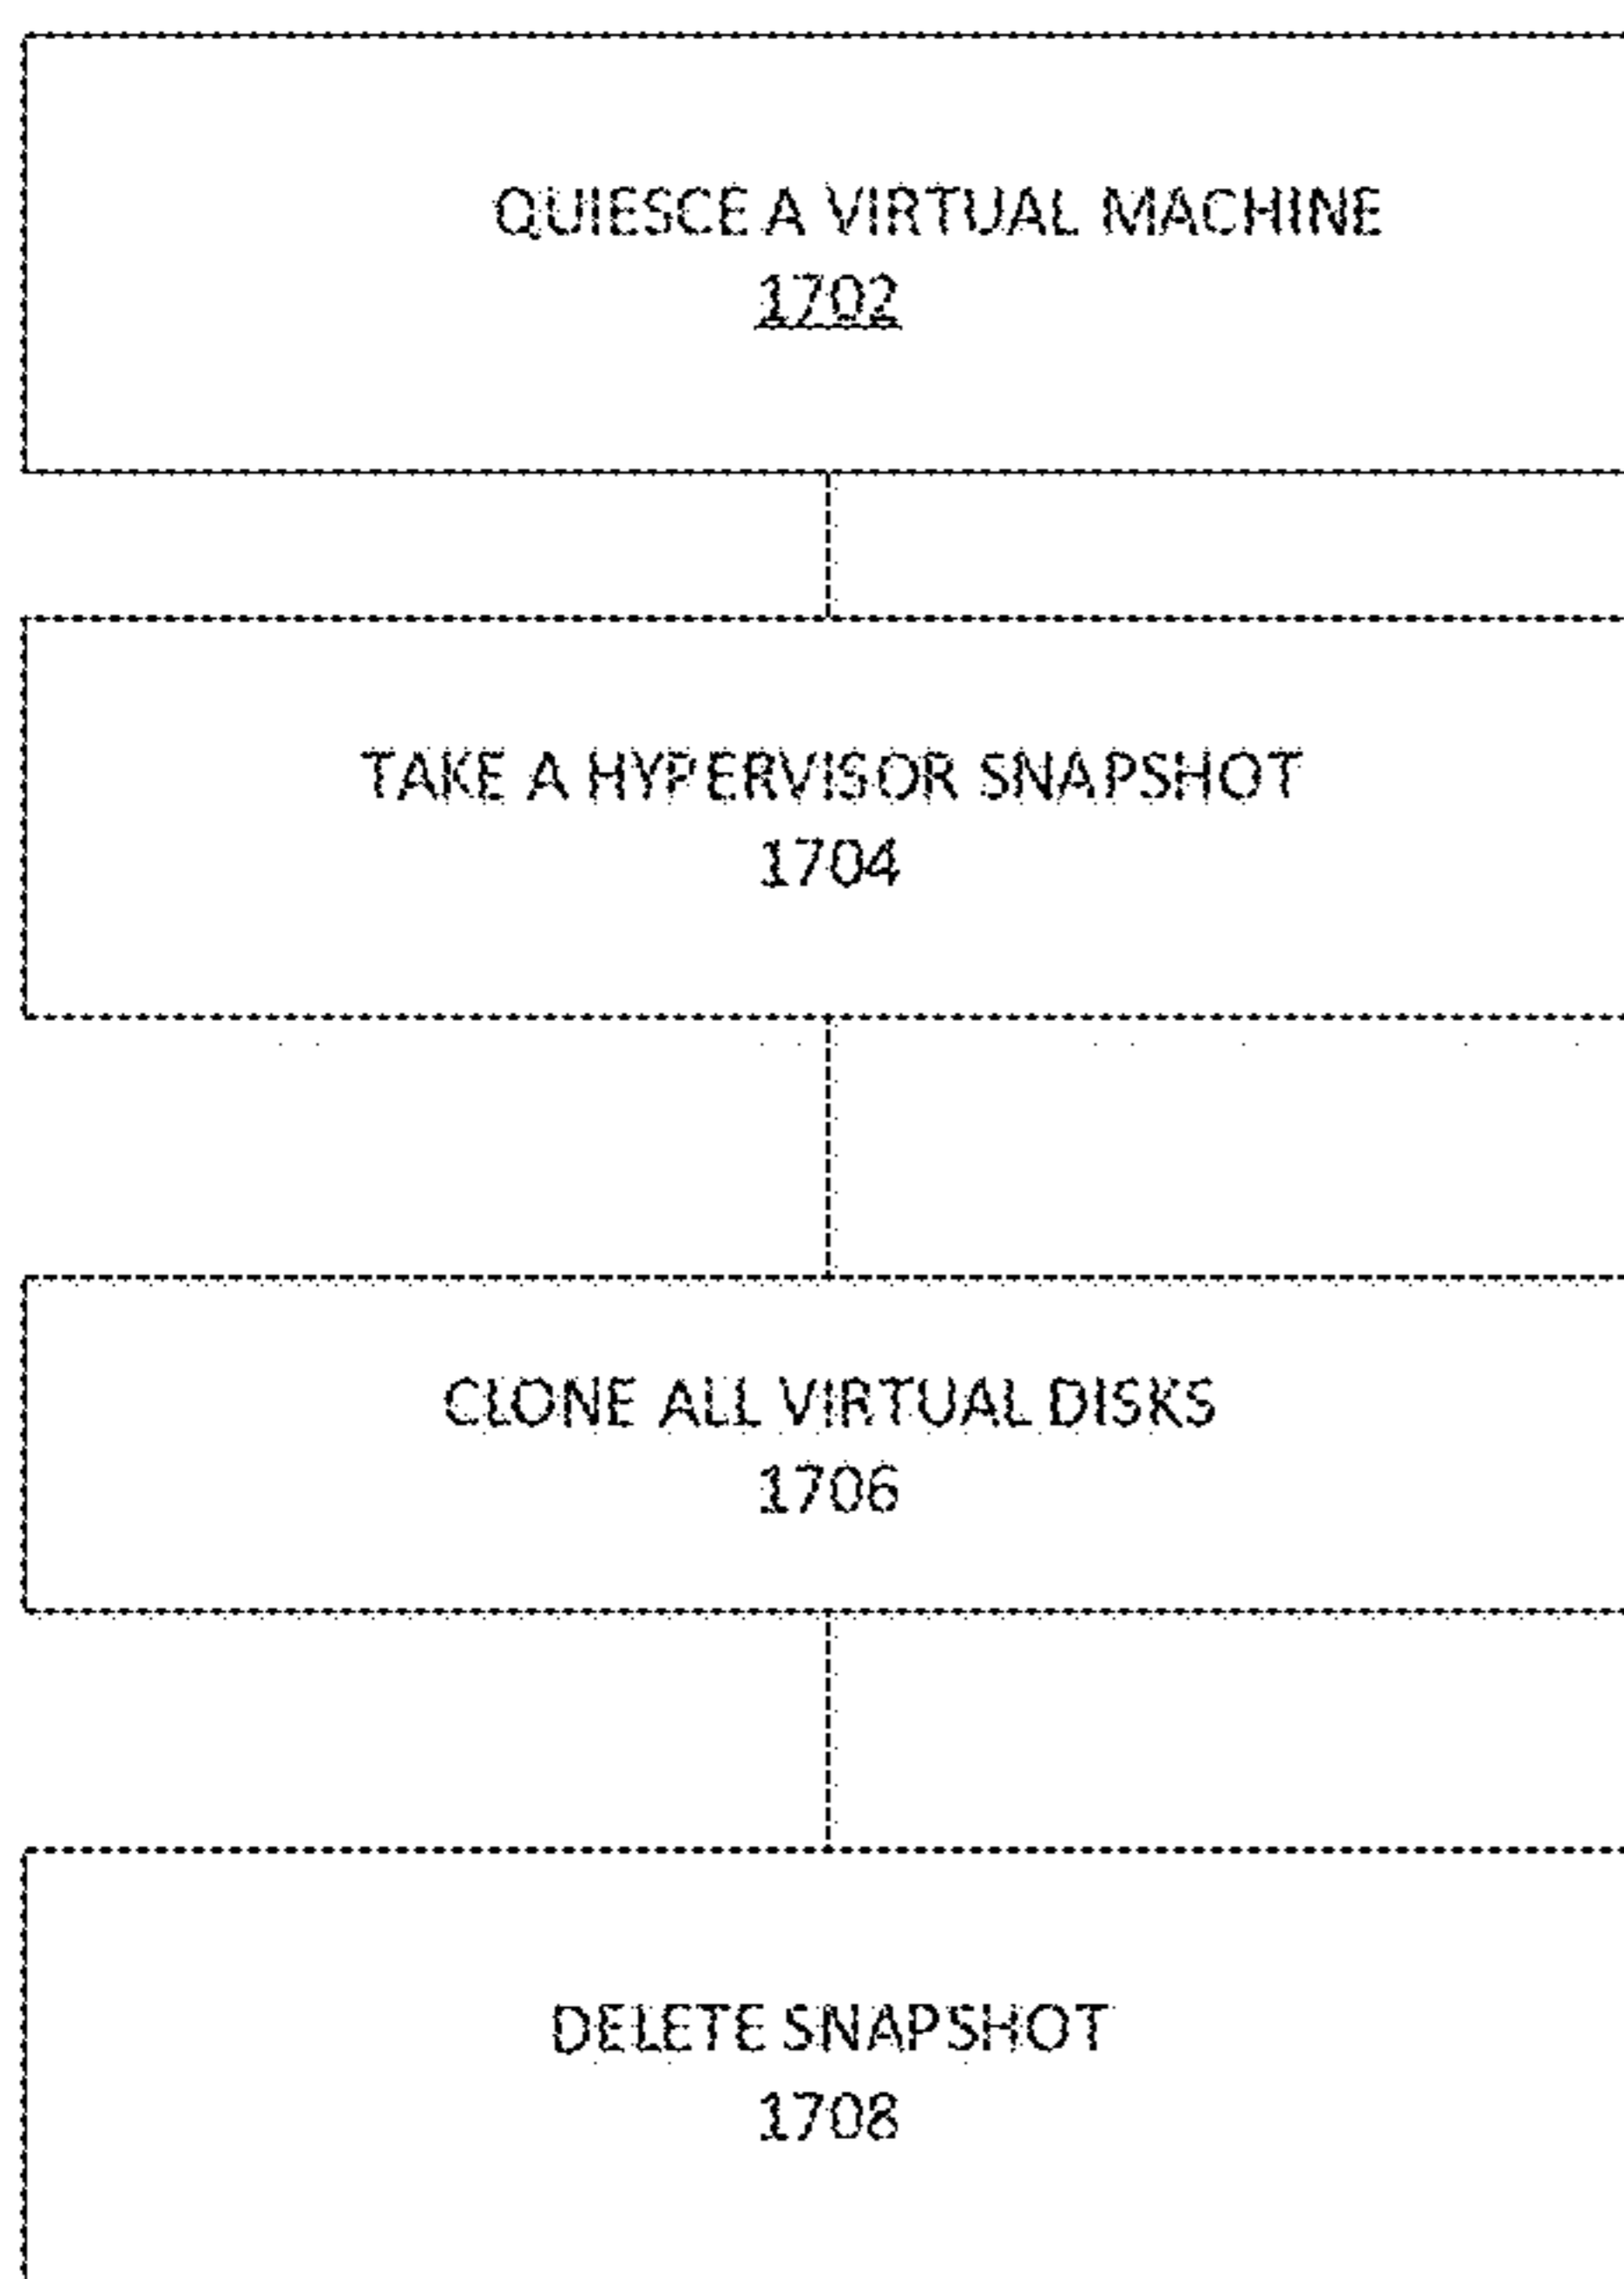 QUIESCE A VIRTUAL MACHINE
1702
TAKE A HYPERVISOR SNAPSHOT
1704
CLONE ALL VIRTUAL DISKS
1706
DELETE SNAPSHOT
1708